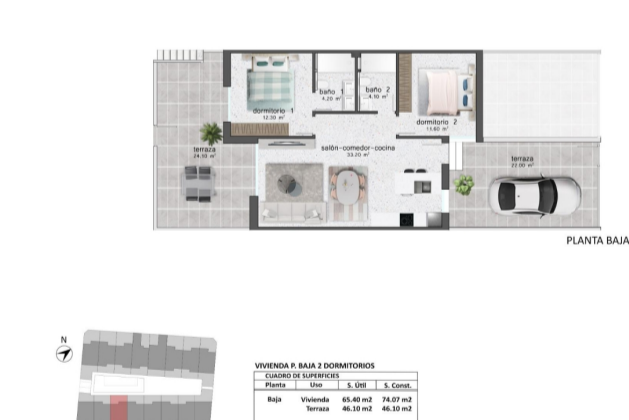 dormitorio 1
12.30 m²
baño 1
4.20 m²
baño 2
4.10 m²
dormitorio 2
11.60 m²
terraza
24.10 m²
salón-comedor-cocina
33.20 m²
terraza
22.00 m²
PLANTA BAJA
N
VIVIENDA P. BAJA 2 DORMITORIOS
CUADRO DE SUPERFICIES
Planta Uso S. Útil S. Const.
Baja Vivienda 65.40 m2 74.07 m2
Terraza 46.10 m2 46.10 m2